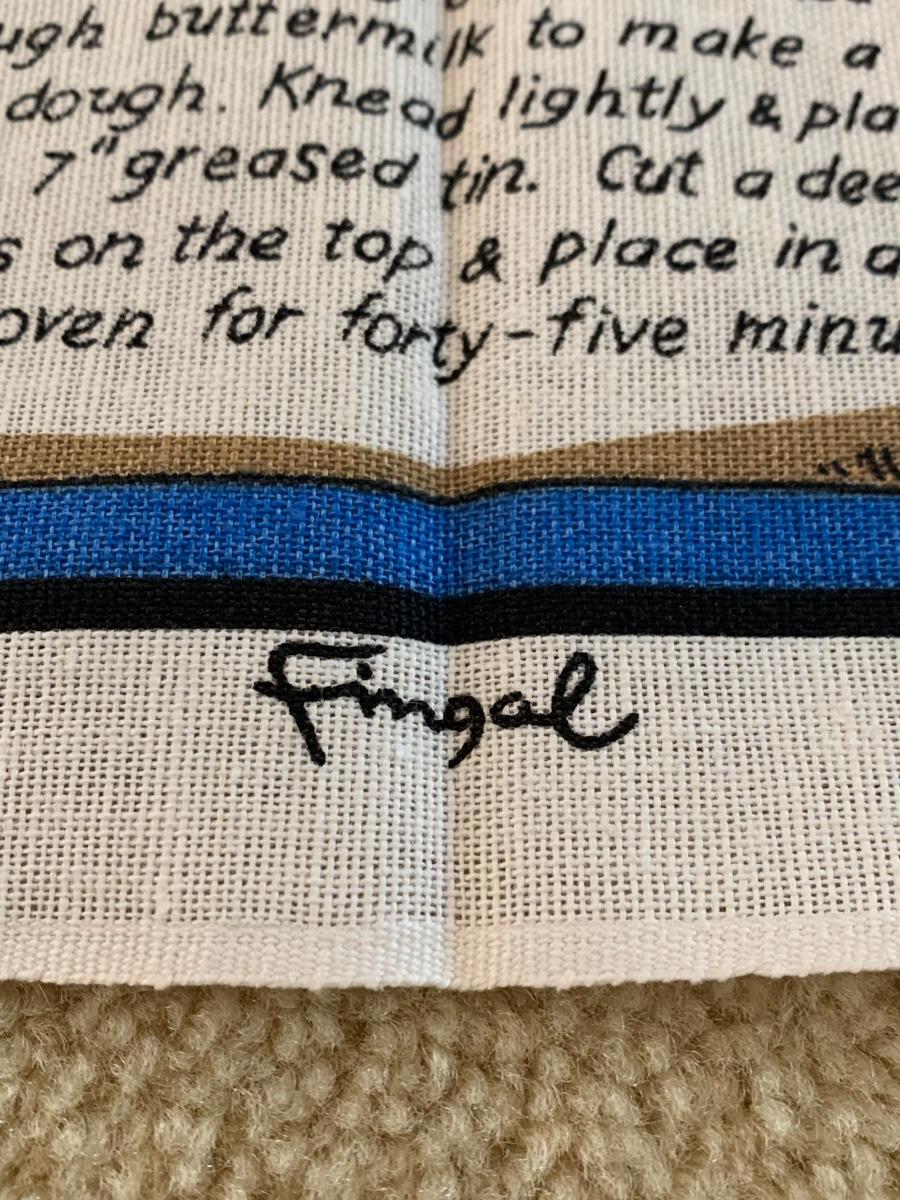 ugh buttermilk to make a
dough. Knead lightly & pla
7" greased tin. Cut a dee
s on the top & place in a
oven for forty-five minu
Fingal